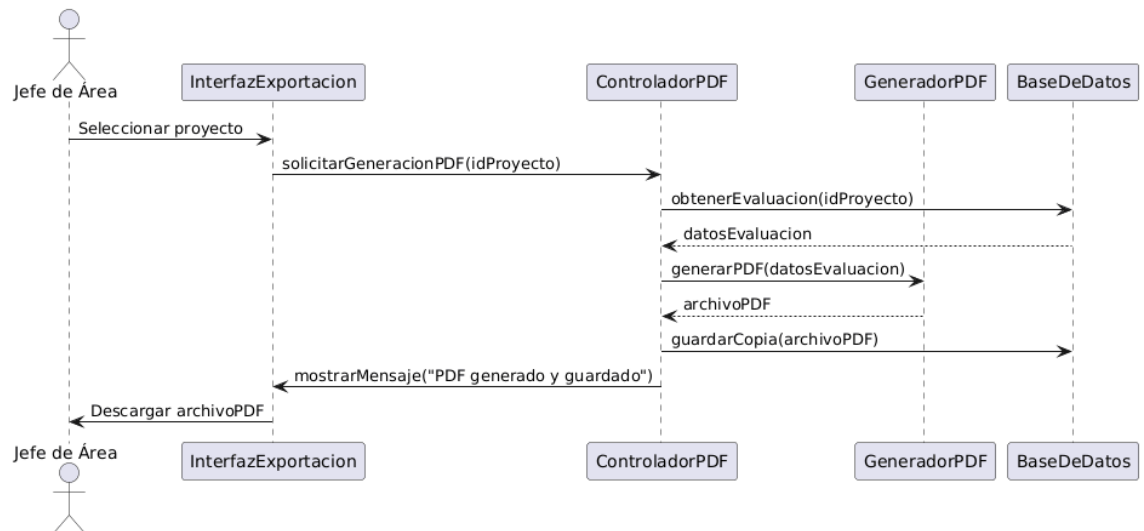 Jefe de Área
InterfazExportacion
ControladorPDF
GeneradorPDF
BaseDeDatos
Seleccionar proyecto
solicitarGeneracionPDF(idProyecto)
obtenerEvaluacion(idProyecto)
datosEvaluacion
generarPDF(datosEvaluacion)
archivoPDF
guardarCopia(archivoPDF)
mostrarMensaje("PDF generado y guardado")
Descargar archivoPDF
Jefe de Área
InterfazExportacion
ControladorPDF
GeneradorPDF
BaseDeDatos